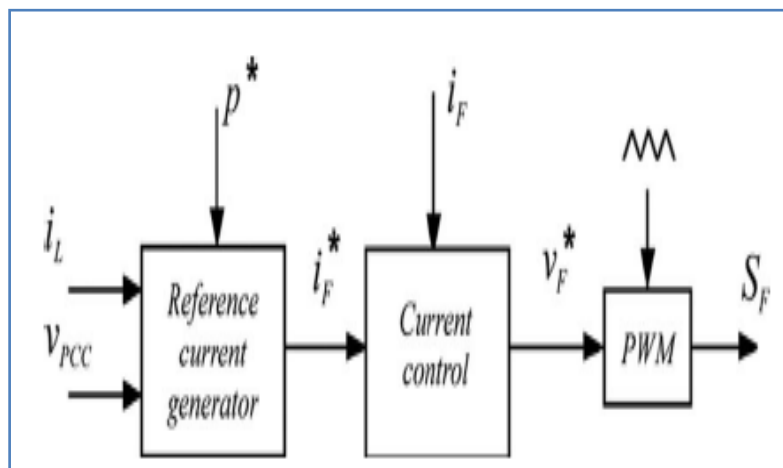 p*
i_F
i_L
v_PCC
Reference
current
generator
i_F*
Current
control
v_F*
PWM
S_F